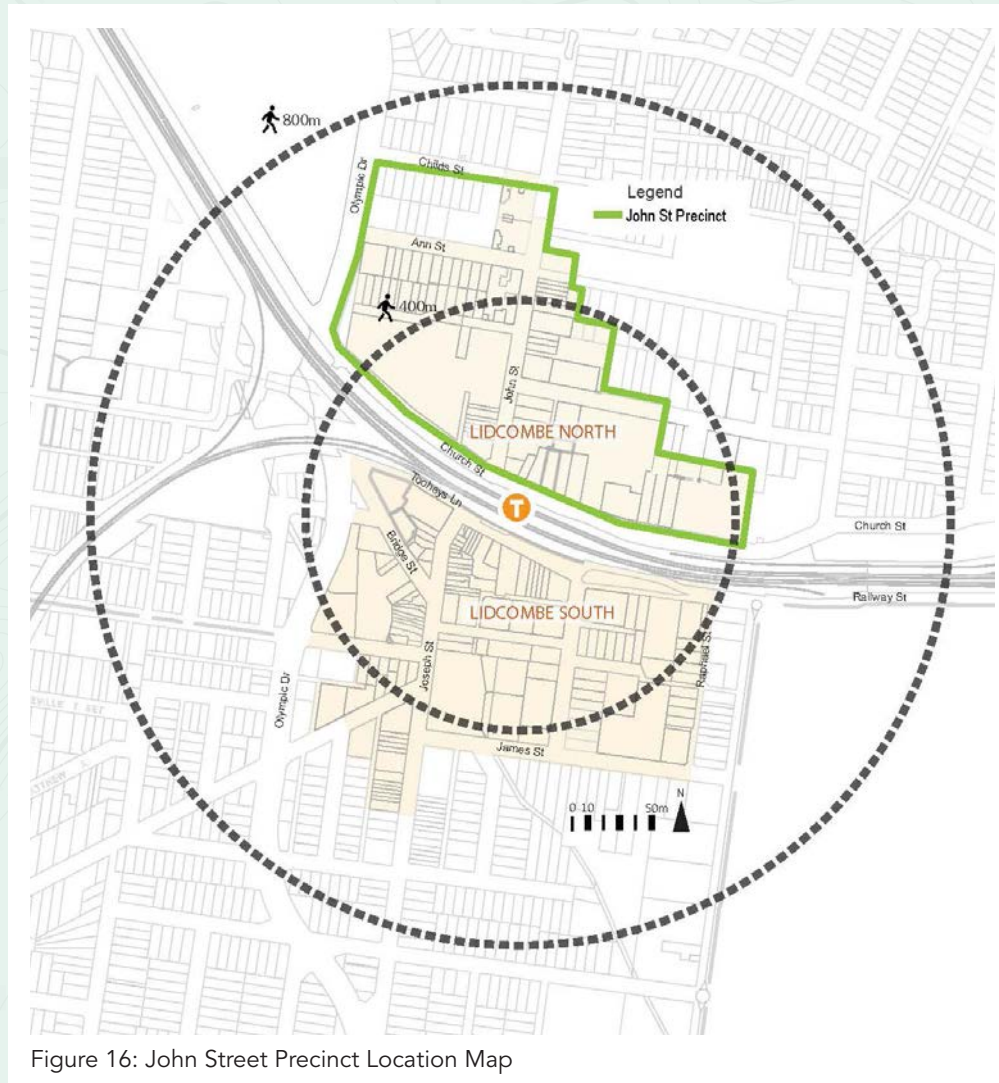 800m
Childs St
Olympic Dr
Legend
John St Precinct
Ann St
400m
John St
LIDCOMBE NORTH
Church St
Tooheys Ln
T
Church St
Bridge St
Railway St
LIDCOMBE SOUTH
Joseph St
Raphael St
Olympic Dr
James St
N
0 10 50m
Figure 16: John Street Precinct Location Map